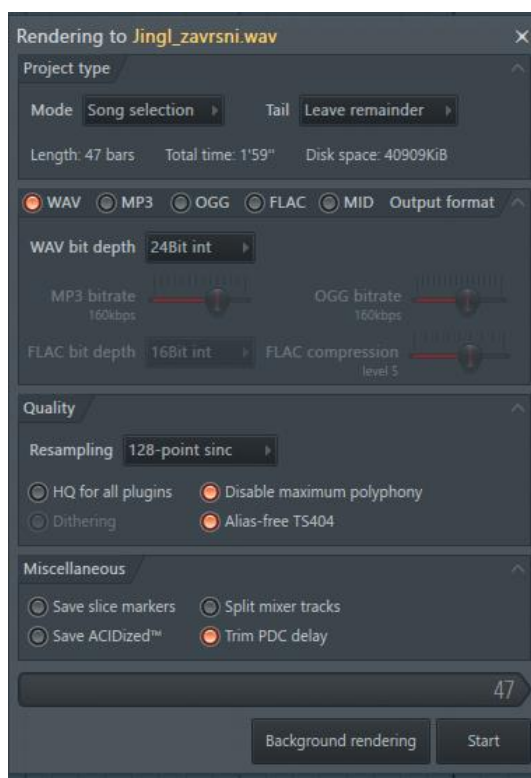 Rendering to Jingl_zavrsni.wav
Project type
Mode Song selection Tail Leave remainder
Length: 47 bars Total time: 1'59" Disk space: 40909KiB
WAV MP3 OGG FLAC MID Output format
WAV bit depth 24Bit int
MP3 bitrate OGG bitrate
160kbps 160kbps
FLAC bit depth 16Bit int FLAC compression
level 5
Quality
Resampling 128-point sinc
HQ for all plugins Disable maximum polyphony
Dithering Alias-free TS404
Miscellaneous
Save slice markers Split mixer tracks
Save ACIDized™ Trim PDC delay
47
Background rendering Start